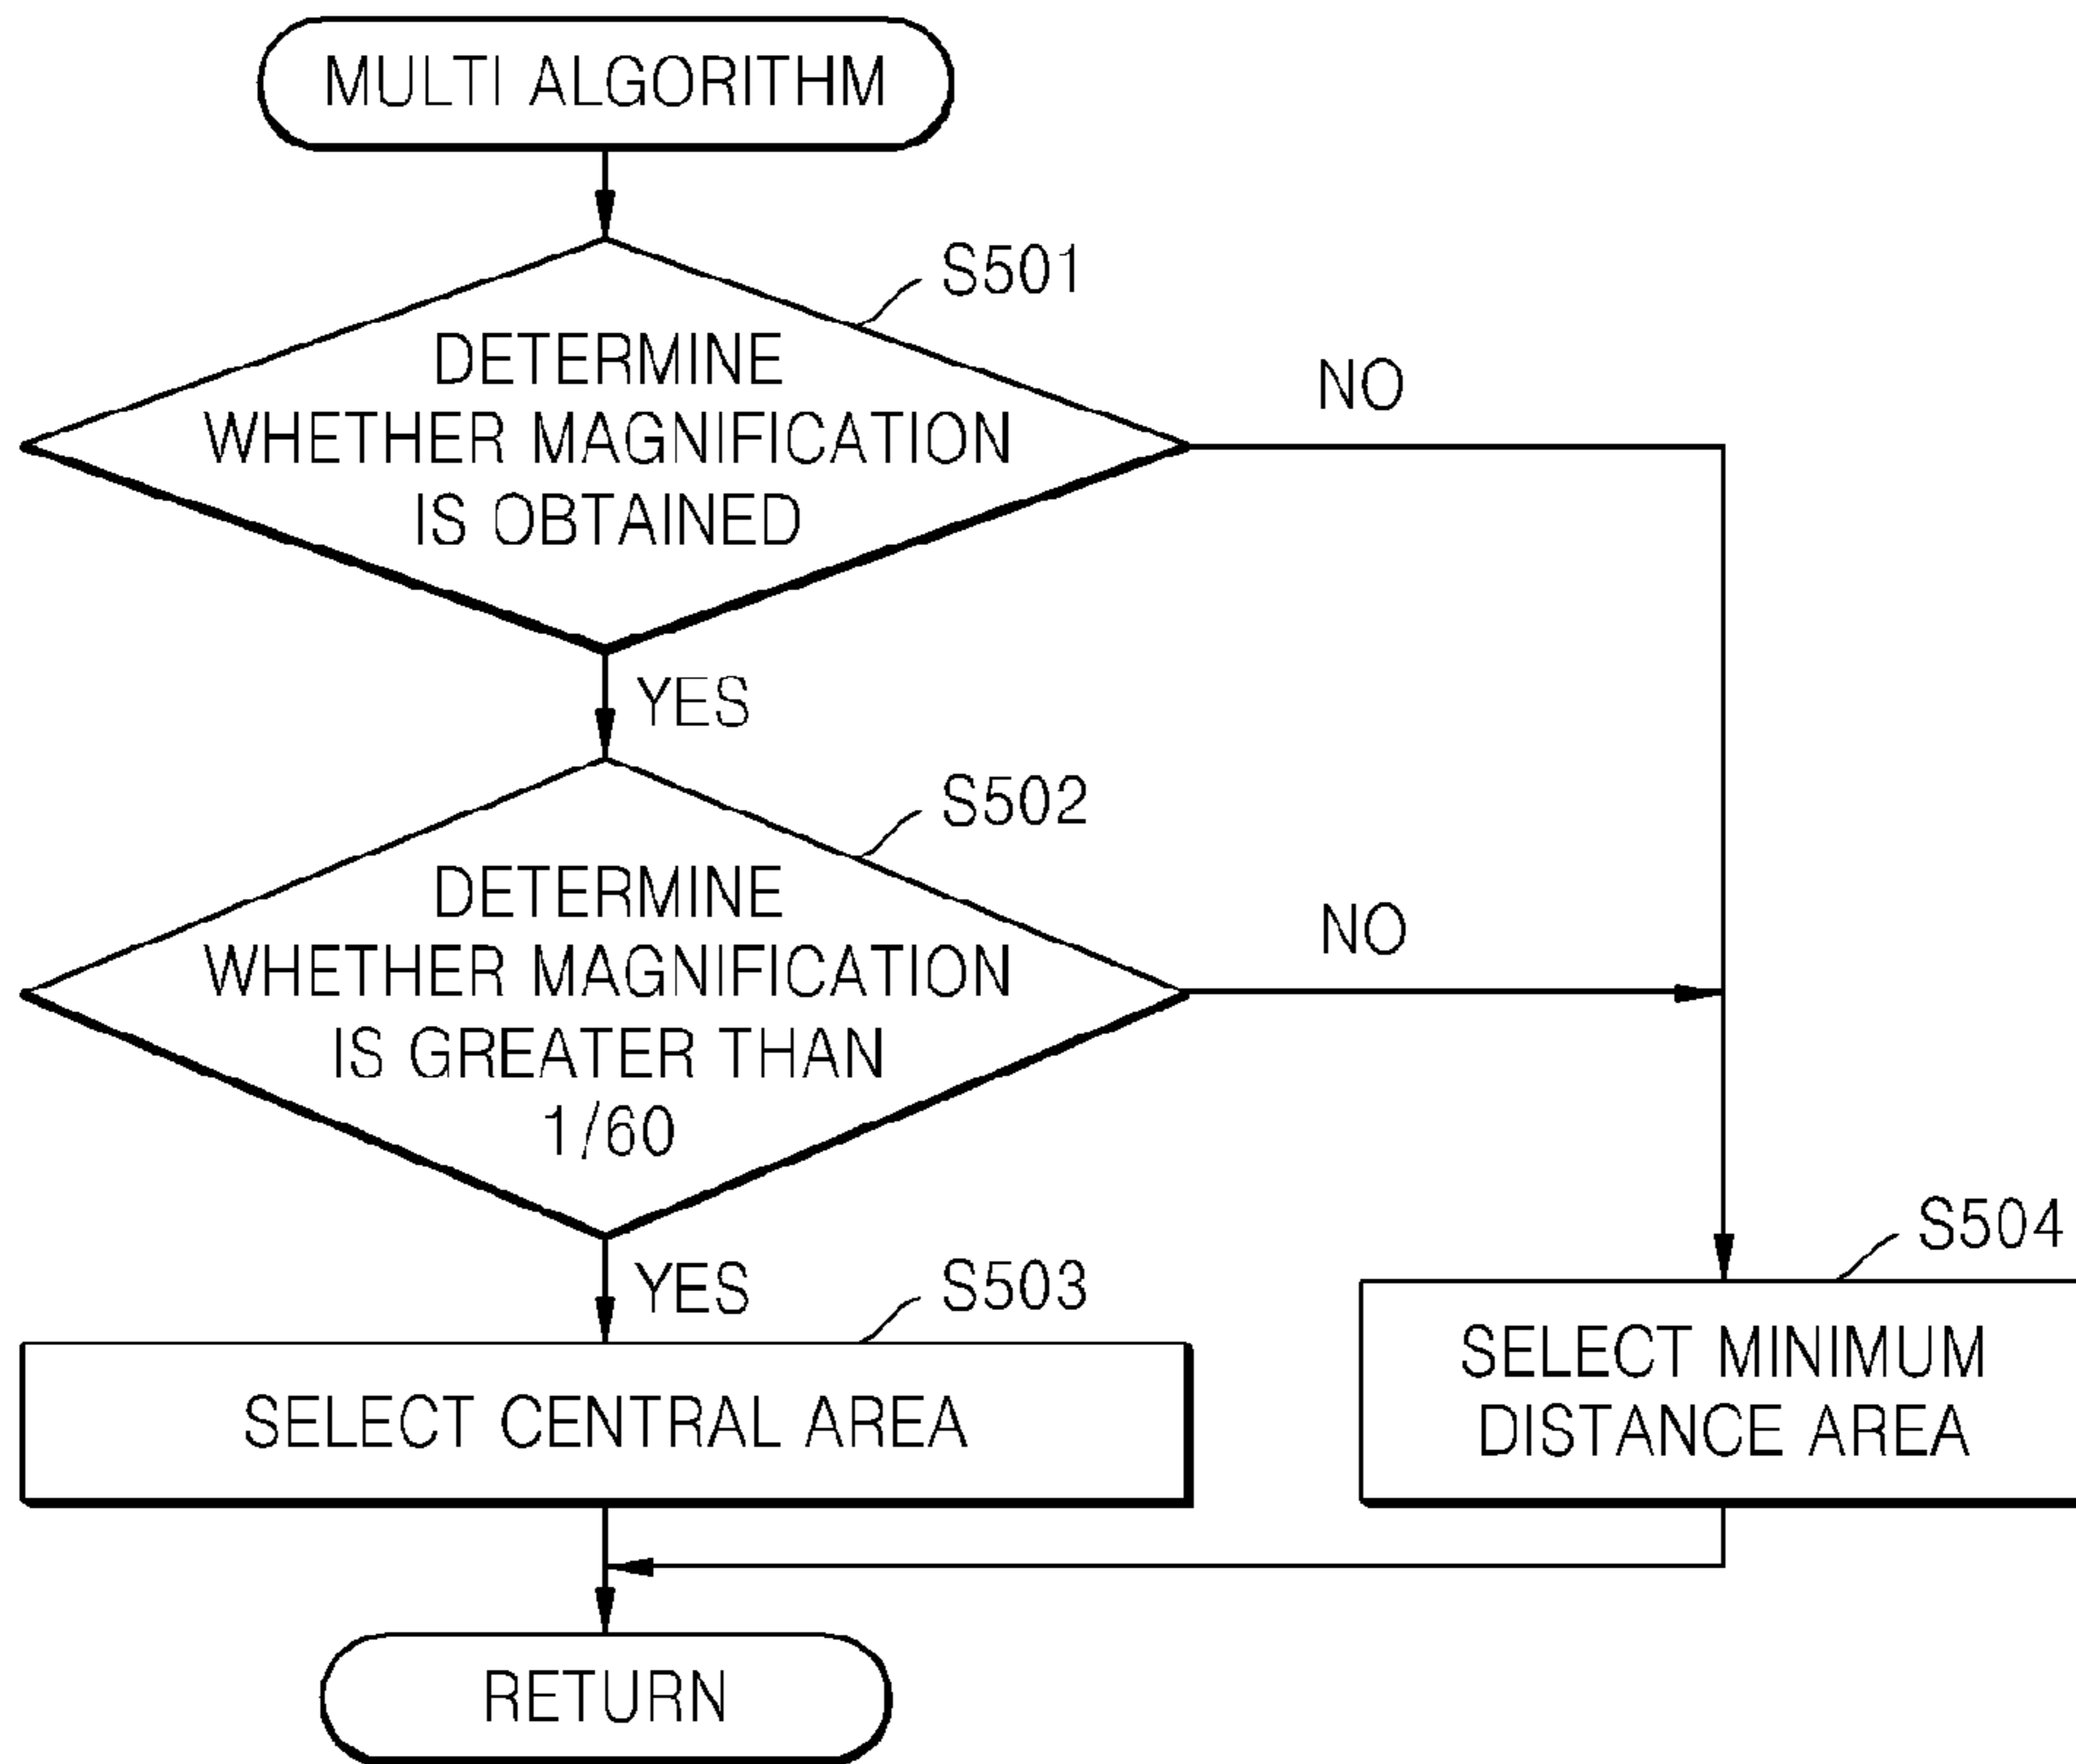 MULTI ALGORITHM
S501
DETERMINE
WHETHER MAGNIFICATION
IS OBTAINED
NO
YES
S502
DETERMINE
WHETHER MAGNIFICATION
IS GREATER THAN
1/60
NO
YES
S503
SELECT CENTRAL AREA
S504
SELECT MINIMUM
DISTANCE AREA
RETURN